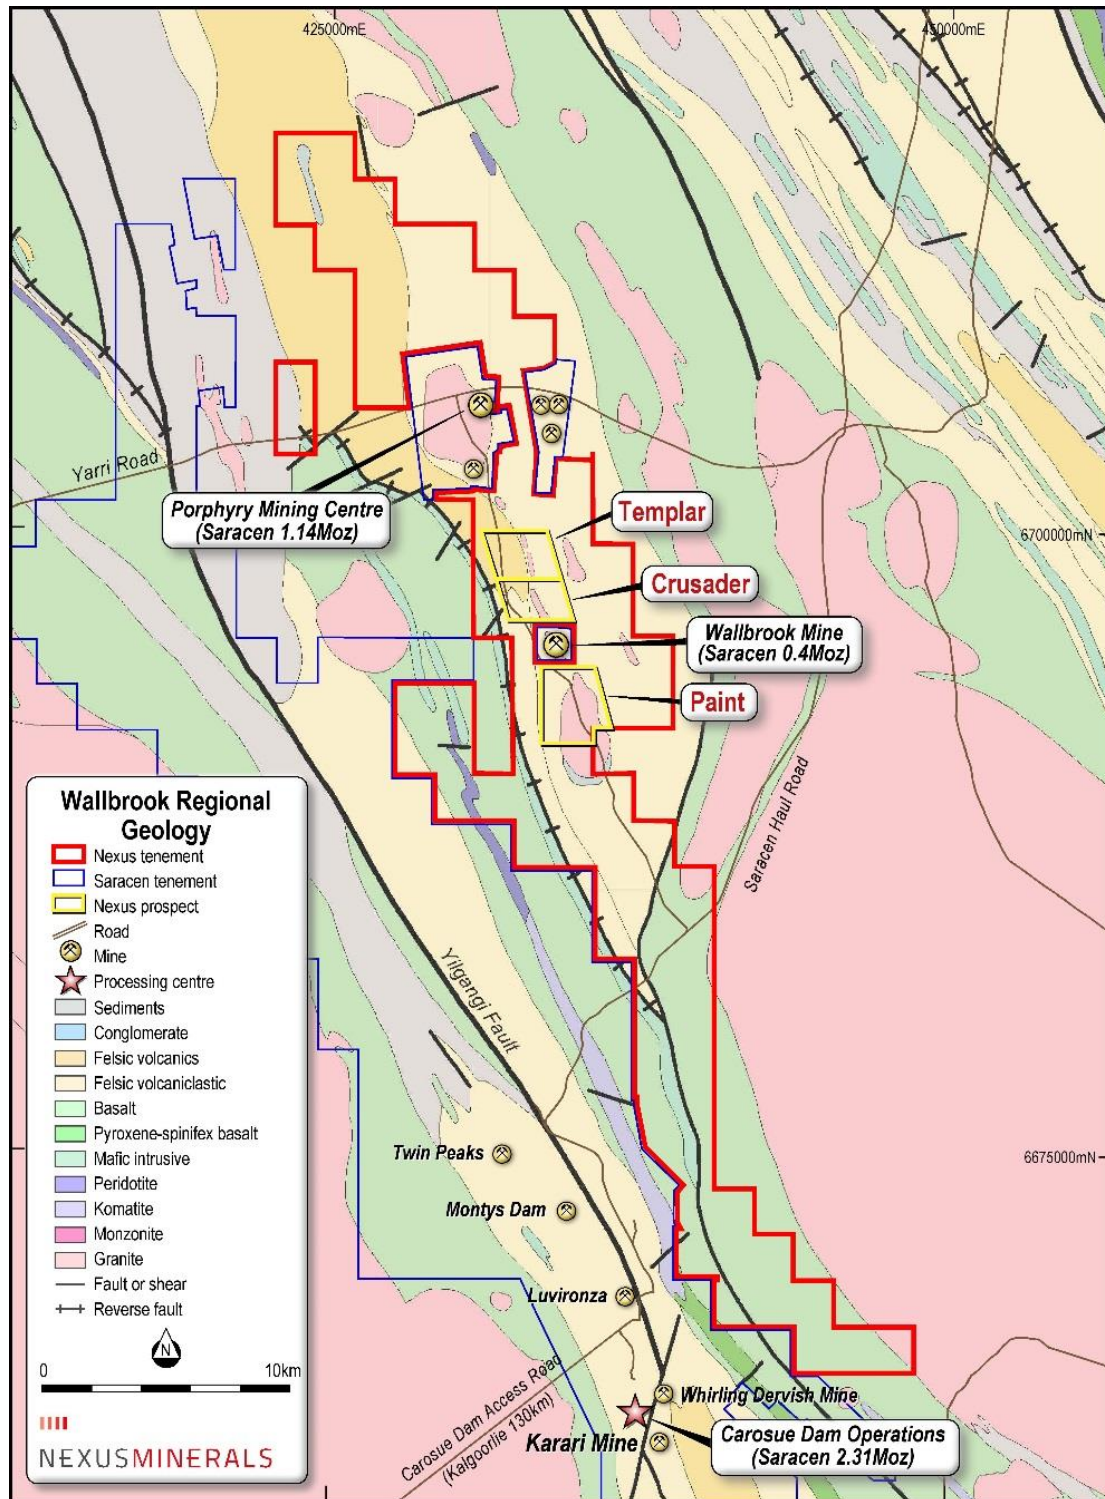 425000mE
450000mE
Yarri Road
Porphyry Mining Centre
(Saracen 1.14Moz)
Templar
6700000mN
Crusader
Wallbrook Mine
(Saracen 0.4Moz)
Paint
Saracen Haul Road
Yilgangi Fault
Wallbrook Regional
Geology
Nexus tenement
Saracen tenement
Nexus prospect
Road
Mine
Processing centre
Sediments
Conglomerate
Felsic volcanics
Felsic volcaniclastic
Basalt
Pyroxene-spinifex basalt
Mafic intrusive
Peridotite
Komatite
Monzonite
Granite
Fault or shear
Reverse fault
N
0 10km
NEXUSMINERALS
Twin Peaks
6675000mN
Montys Dam
Luvironza
Carosue Dam Access Road
(Kalgoorlie 130km)
Whirling Dervish Mine
Karari Mine
Carosue Dam Operations
(Saracen 2.31Moz)